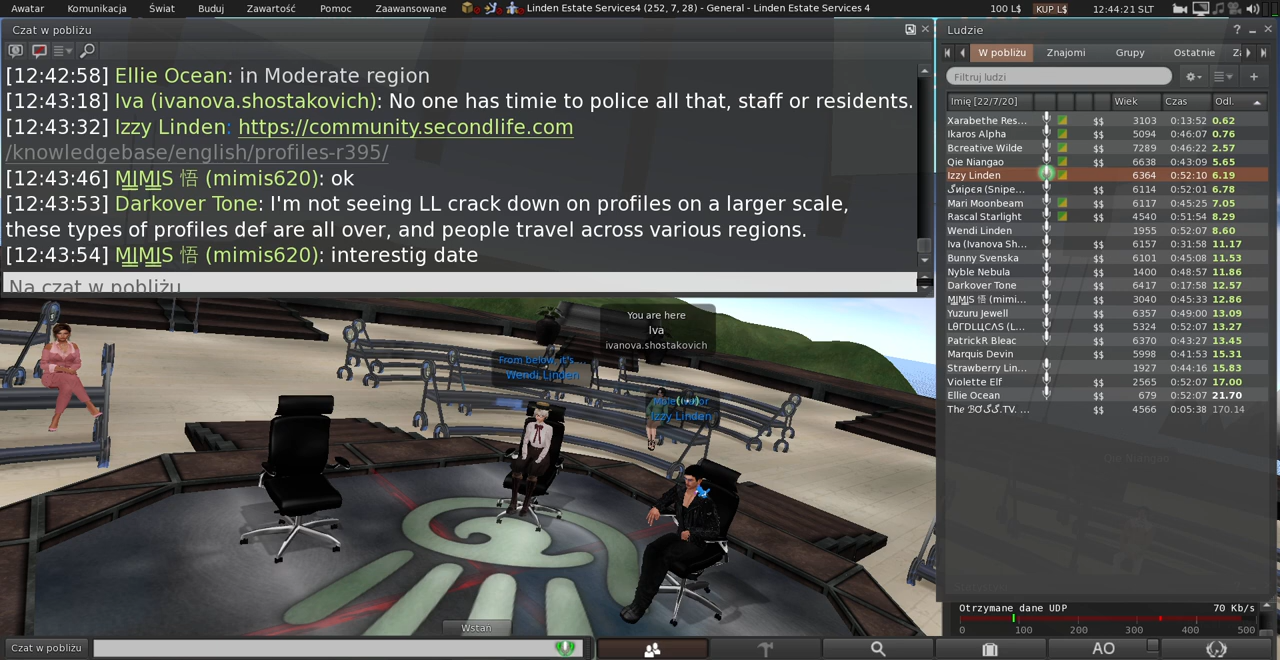 Awatar Komunikacja Świat Buduj Zawartość Pomoc Zaawansowane Linden Estate Services4 (252, 7, 28) - General - Linden Estate Services 4 100 L$ KUP L$ 12:44:21 SLT
Czat w pobliżu
[12:42:58] Ellie Ocean: in Moderate region
[12:43:18] Iva (ivanova.shostakovich): No one has timie to police all that, staff or residents.
[12:43:32] Izzy Linden: https://community.secondlife.com
/knowledgebase/english/profiles-r395/
[12:43:46] MIMIS 悟 (mimis620): ok
[12:43:53] Darkover Tone: I'm not seeing LL crack down on profiles on a larger scale,
these types of profiles def are all over, and people travel across various regions.
[12:43:54] MIMIS 悟 (mimis620): interestig date
Na czat w pobliżu
You are here
Iva
ivanova.shostakovich
From below, it's...
Wendi Linden
Izzy Linden
Wstań
Czat w pobliżu
AO
Ludzie
W pobliżu Znajomi Grupy Ostatnie
Filtruj ludzi
Imię [22/7/20] Wiek Czas Odl.
Xarabethe Res... $$ 3103 0:13:52 0.62
Ikaros Alpha $$ 5094 0:46:07 0.76
Bcreative Wilde $$ 7289 0:46:22 2.57
Qie Niangao $$ 6638 0:43:09 5.65
Izzy Linden 6364 0:52:10 6.19
(Snipe... $$ 6114 0:52:01 6.78
Mari Moonbeam $$ 6117 0:45:25 7.05
Rascal Starlight $$ 4540 0:51:54 8.29
Wendi Linden 1955 0:52:07 8.60
Iva (Ivanova Sh... $$ 6157 0:31:58 11.17
Bunny Svenska $$ 6101 0:45:08 11.53
Nyble Nebula $$ 1400 0:48:57 11.86
Darkover Tone $$ 6417 0:17:58 12.57
MIMIS 悟 (mimi... $$ 3040 0:45:33 12.86
Yuzuru Jewell $$ 6357 0:49:00 13.09
(L... $$ 5324 0:52:07 13.27
PatrickR Bleac $$ 6370 0:43:27 13.45
Marquis Devin $$ 5998 0:41:53 15.31
Strawberry Lin... $$ 1927 0:44:16 15.83
Violette Elf $$ 2565 0:52:07 17.00
Ellie Ocean $$ 679 0:52:07 21.70
The .TV. ... $$ 4566 0:05:38 170.14
Qie Niangao
Otrzymane dane UDP 70 Kb/s
0 100 200 300 400 500